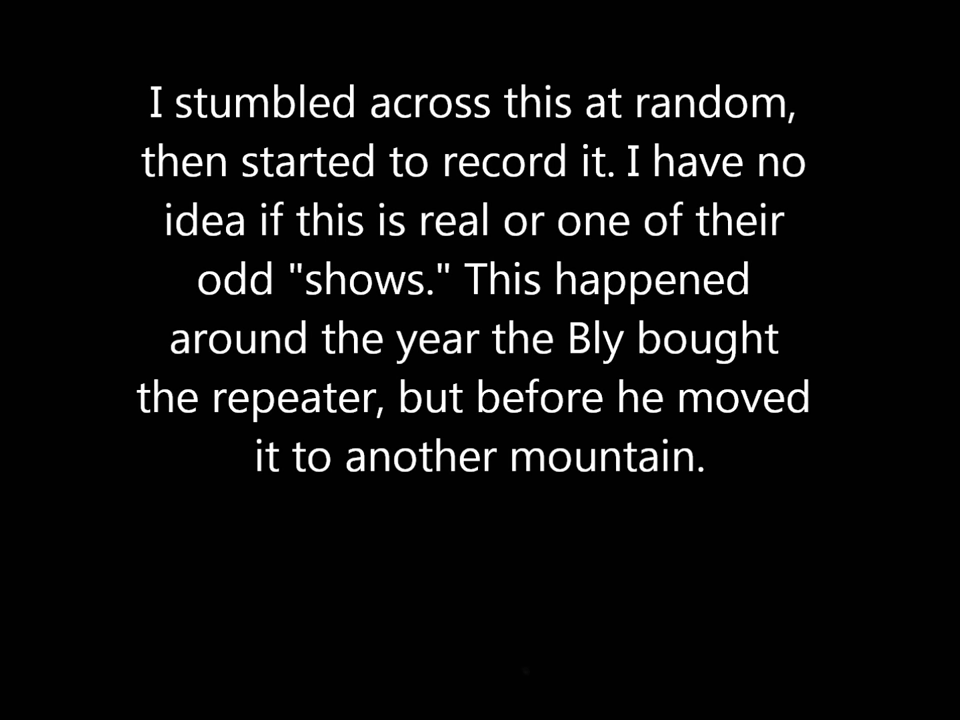 I stumbled across this at random,
then started to record it. I have no
idea if this is real or one of their
odd "shows." This happened
around the year the Bly bought
the repeater, but before he moved
it to another mountain.